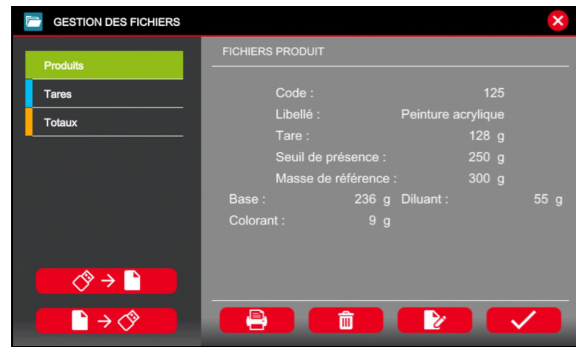 GESTION DES FICHIERS
Produits
Tares
Totaux
FICHIERS PRODUIT
Code : 125
Libellé : Peinture acrylique
Tare : 128 g
Seuil de présence : 250 g
Masse de référence : 300 g
Base : 236 g Diluant : 55 g
Colorant : 9 g